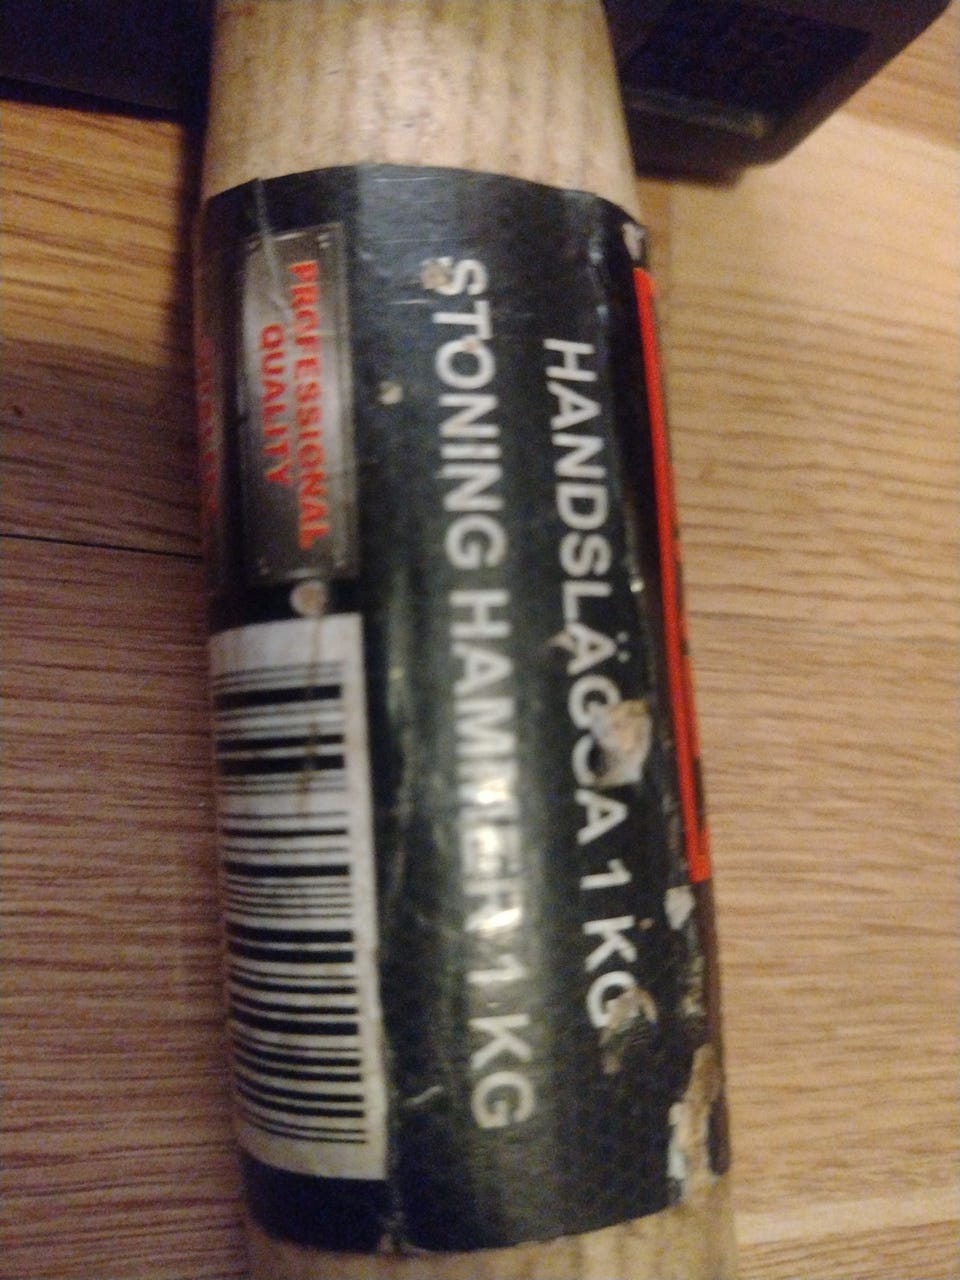 HANDSLÄGGA 1 KG
STONING HAMMER 1 KG
PROFESSIONAL
QUALITY